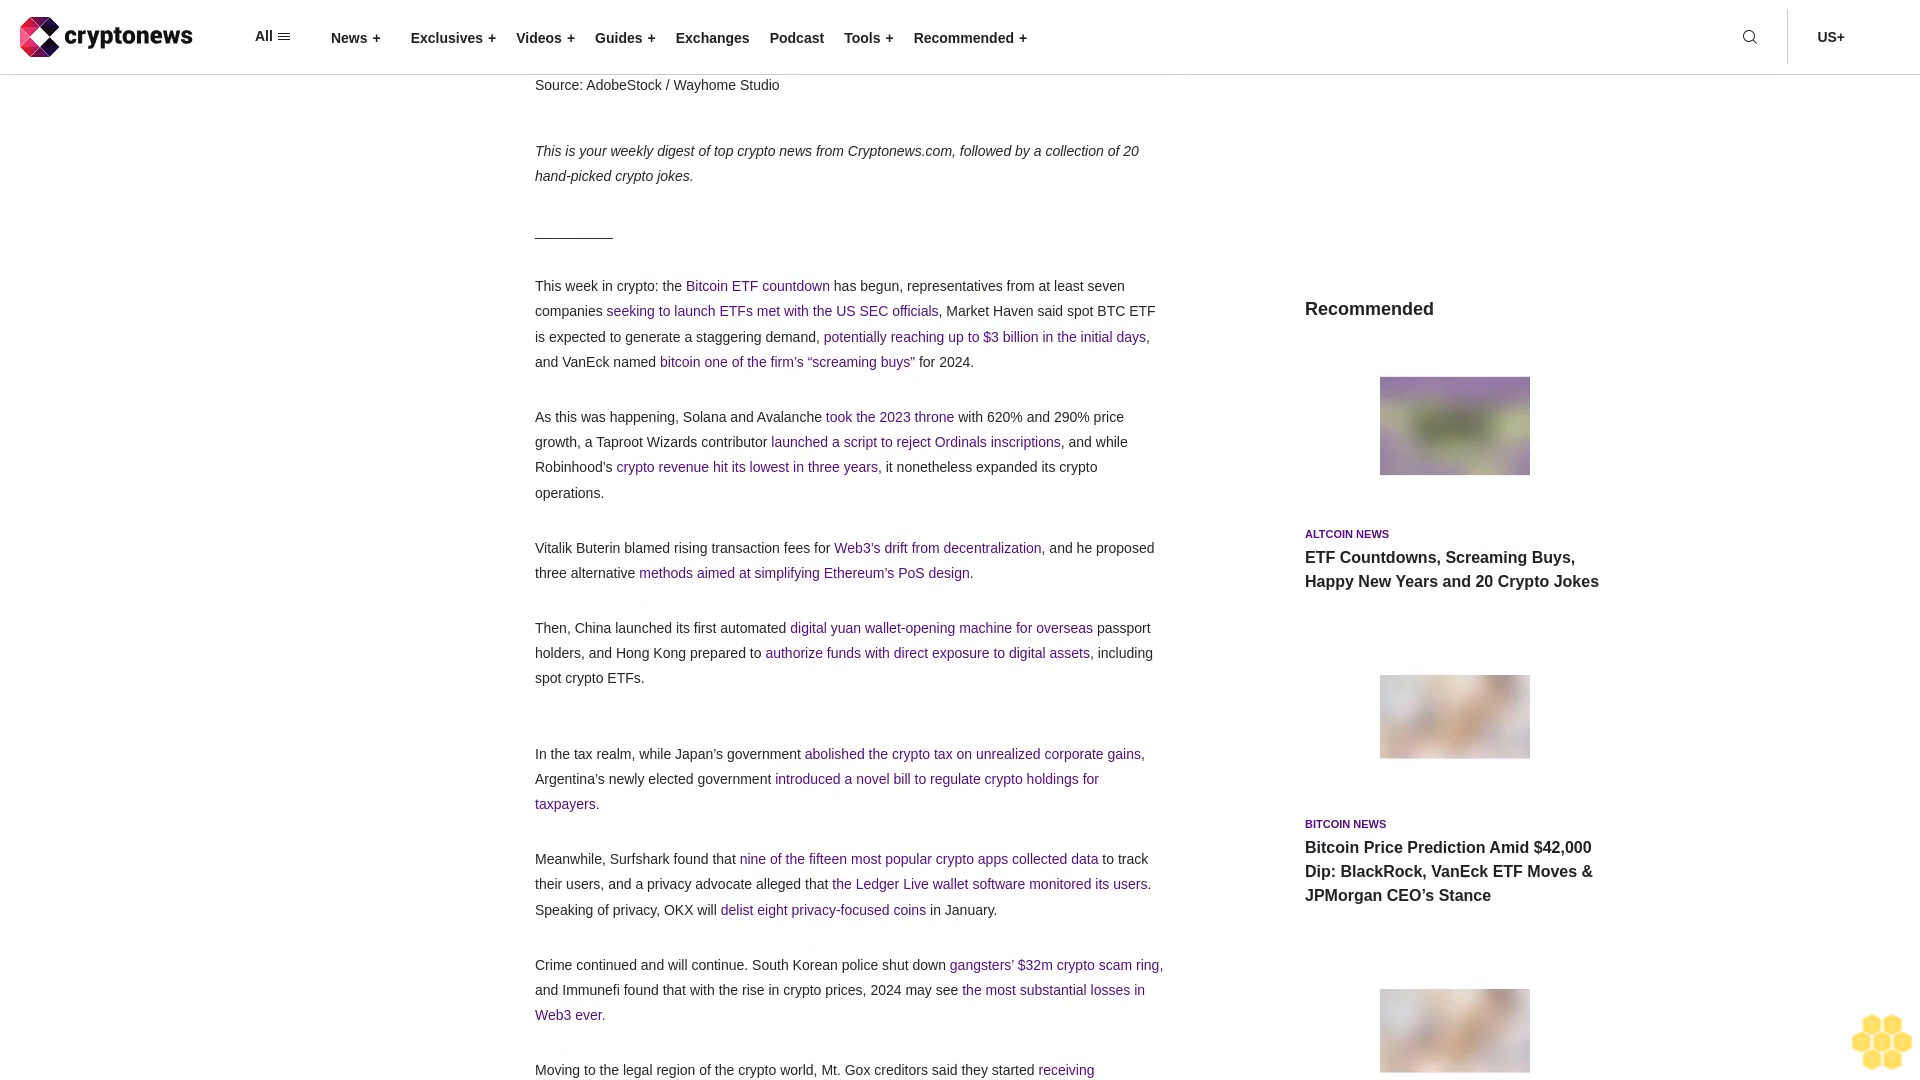 cryptonews
All
News +
Exclusives +
Videos +
Guides +
Exchanges
Podcast
Tools +
Recommended +
US+
Source: AdobeStock / Wayhome Studio
This is your weekly digest of top crypto news from Cryptonews.com, followed by a collection of 20
hand-picked crypto jokes.
__________
This week in crypto: the Bitcoin ETF countdown has begun, representatives from at least seven
companies seeking to launch ETFs met with the US SEC officials, Market Haven said spot BTC ETF
is expected to generate a staggering demand, potentially reaching up to $3 billion in the initial days,
and VanEck named bitcoin one of the firm’s “screaming buys” for 2024.
As this was happening, Solana and Avalanche took the 2023 throne with 620% and 290% price
growth, a Taproot Wizards contributor launched a script to reject Ordinals inscriptions, and while
Robinhood’s crypto revenue hit its lowest in three years, it nonetheless expanded its crypto
operations.
Vitalik Buterin blamed rising transaction fees for Web3’s drift from decentralization, and he proposed
three alternative methods aimed at simplifying Ethereum’s PoS design.
Then, China launched its first automated digital yuan wallet-opening machine for overseas passport
holders, and Hong Kong prepared to authorize funds with direct exposure to digital assets, including
spot crypto ETFs.
In the tax realm, while Japan’s government abolished the crypto tax on unrealized corporate gains,
Argentina’s newly elected government introduced a novel bill to regulate crypto holdings for
taxpayers.
Meanwhile, Surfshark found that nine of the fifteen most popular crypto apps collected data to track
their users, and a privacy advocate alleged that the Ledger Live wallet software monitored its users.
Speaking of privacy, OKX will delist eight privacy-focused coins in January.
Crime continued and will continue. South Korean police shut down gangsters’ $32m crypto scam ring,
and Immunefi found that with the rise in crypto prices, 2024 may see the most substantial losses in
Web3 ever.
Moving to the legal region of the crypto world, Mt. Gox creditors said they started receiving
Recommended
ALTCOIN NEWS
ETF Countdowns, Screaming Buys,
Happy New Years and 20 Crypto Jokes
BITCOIN NEWS
Bitcoin Price Prediction Amid $42,000
Dip: BlackRock, VanEck ETF Moves &
JPMorgan CEO’s Stance